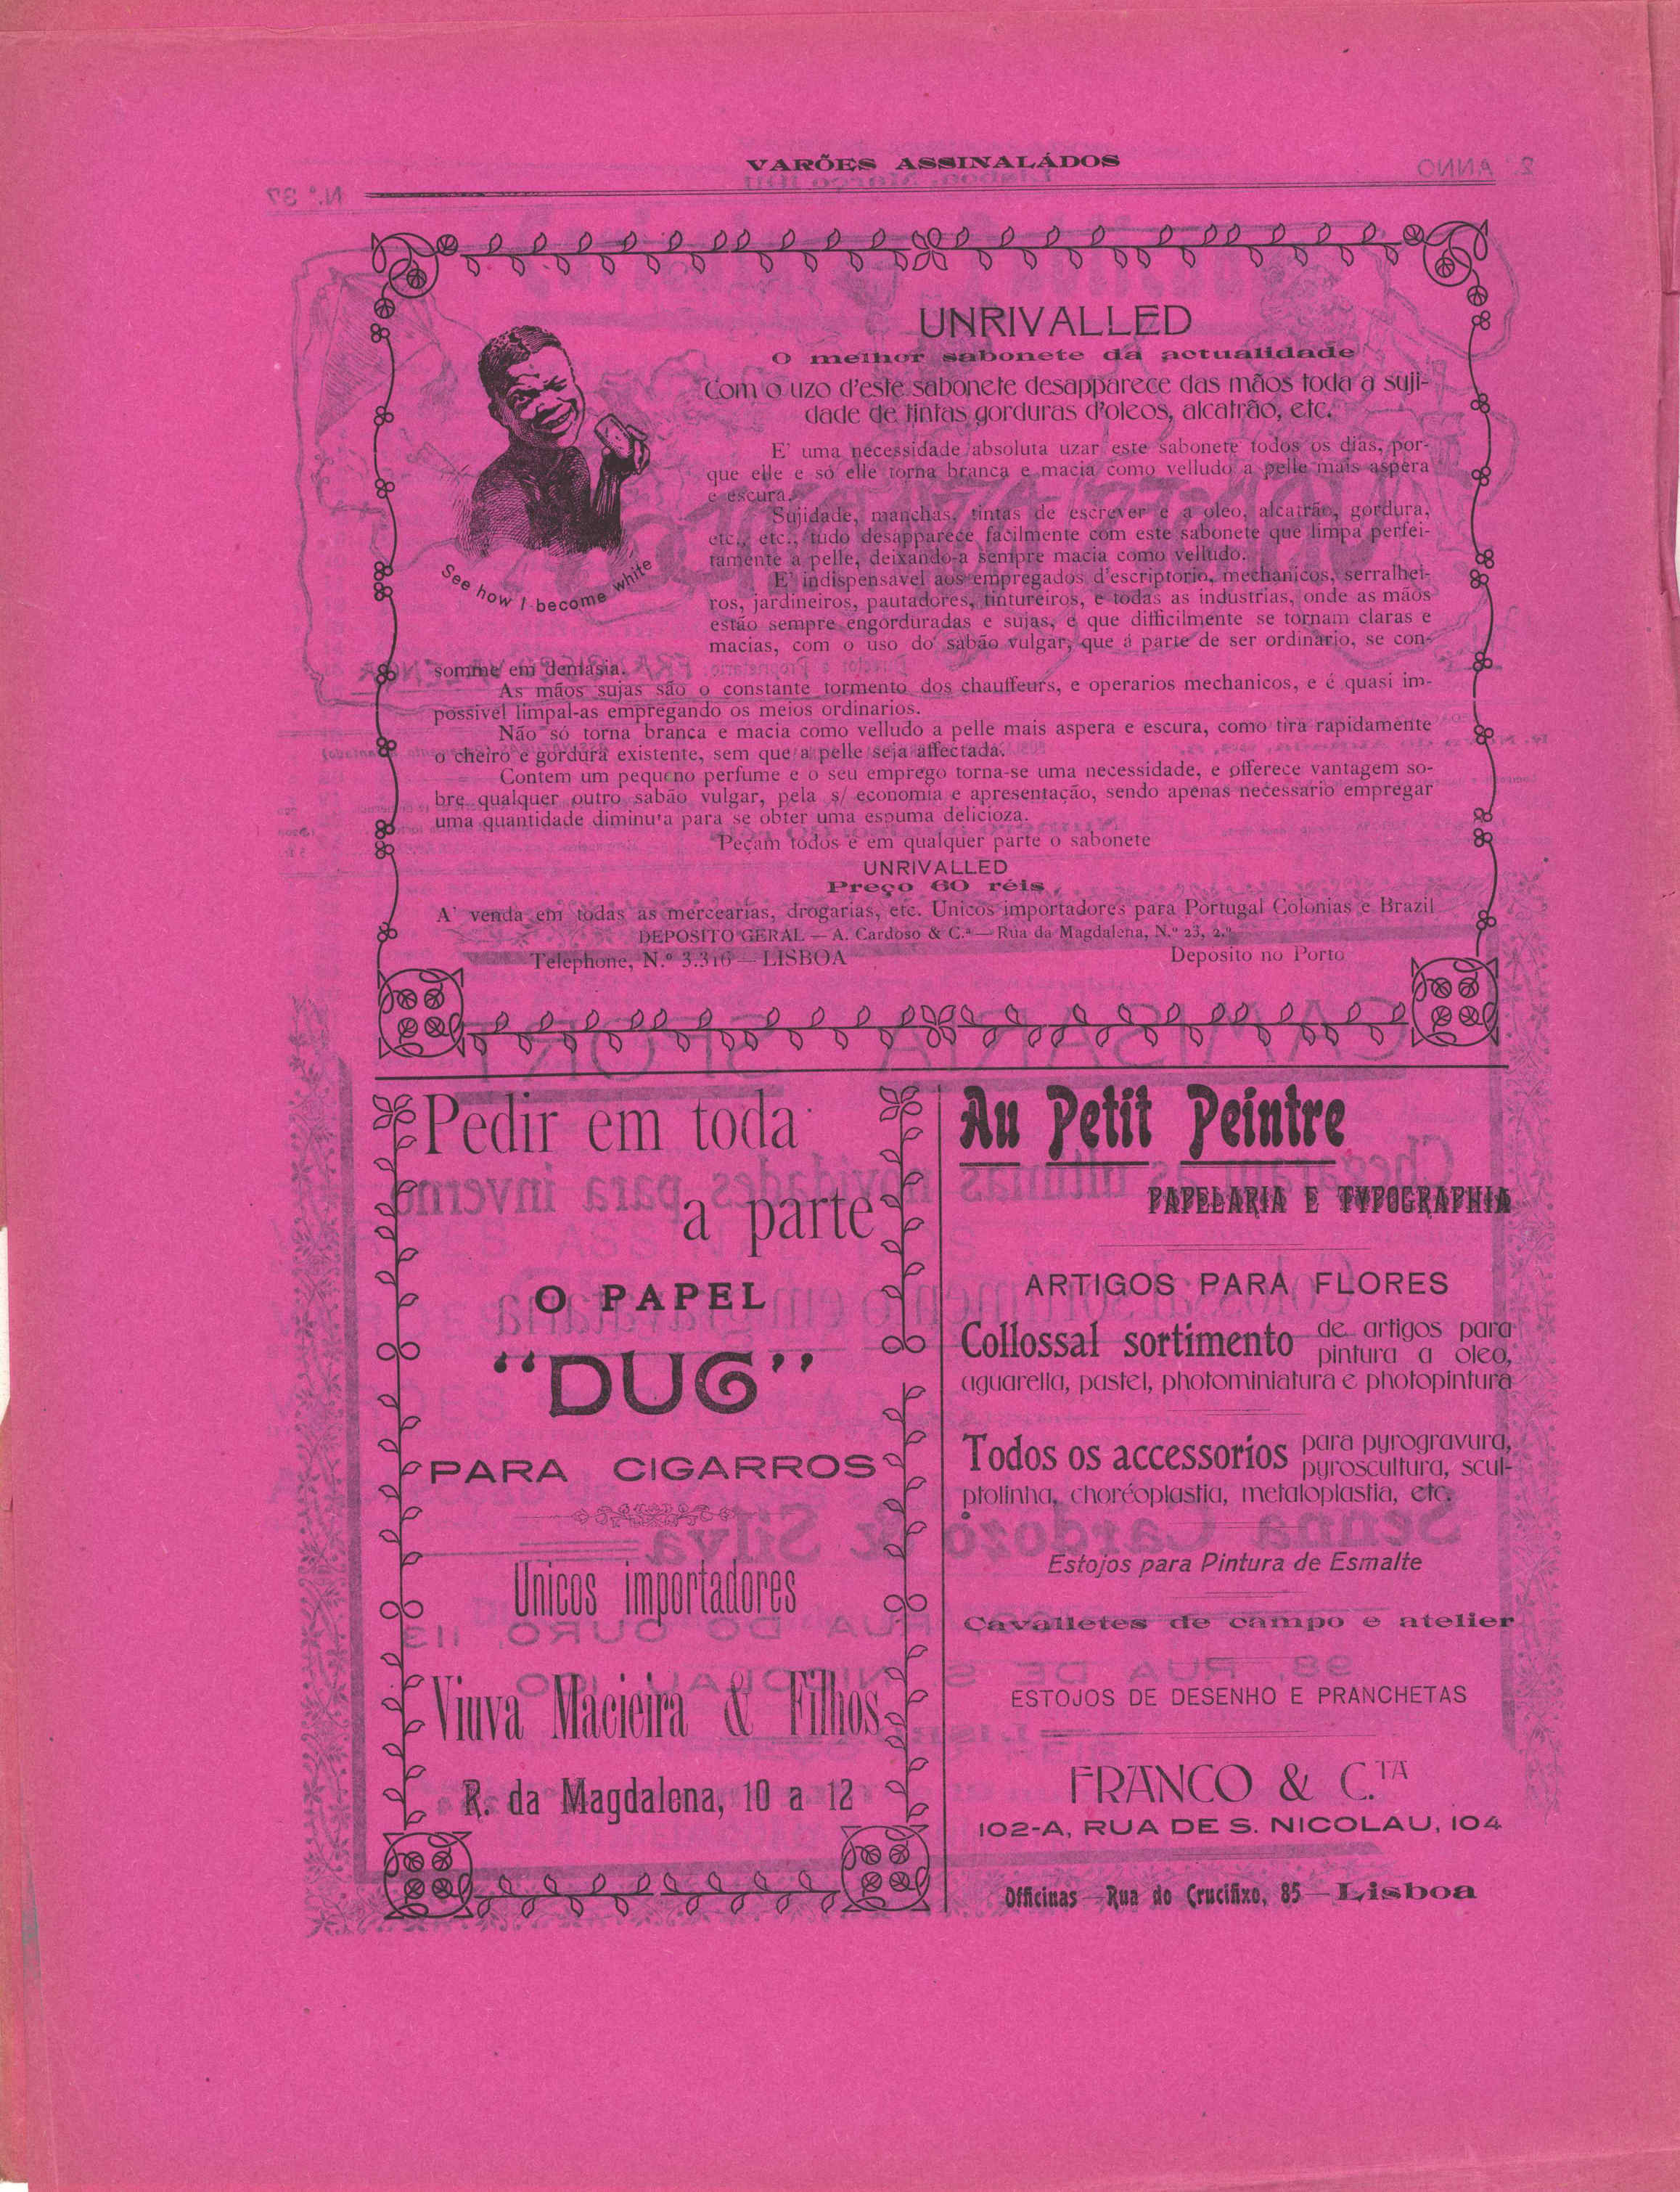 VARÕES ASSINALÁDOS
2.º ANNO
N.º 37
UNRIVALLED
O melhor sabonete da actualidade
Com o uzo d'este sabonete desapparece das mãos toda a suji-
dade de tintas gorduras d'oleos, alcatrão, etc.
See how I become white
E' uma necessidade absoluta uzar este sabonete todos os dias, por-
que elle e só elle torna branca e macia como velludo a pelle mais aspera
e escura.
Sujidade, manchas, tintas de escrever e a oleo, alcatrão, gordura,
etc., etc., tudo desapparece facilmente com este sabonete que limpa perfei-
tamente a pelle, deixando-a sempre macia como velludo.
E' indispensavel aos empregados d'escriptorio, mechanicos, serralhei-
ros, jardineiros, pautadores, tintureiros, e todas as industrias, onde as mãos
estão sempre engorduradas e sujas, e que difficilmente se tornam claras e
macias, com o uso do sabão vulgar, que á parte de ser ordinario, se con-
somme em demasia.
As mãos sujas são o constante tormento dos chauffeurs, e operarios mechanicos, e é quasi im-
possivel limpal-as empregando os meios ordinarios.
Não só torna branca e macia como velludo a pelle mais aspera e escura, como tira rapidamente
o cheiro e gordura existente, sem que a pelle seja affectada.
Contem um pequeno perfume e o seu emprego torna-se uma necessidade, e offerece vantagem so-
bre qualquer outro sabão vulgar, pela s/ economia e apresentação, sendo apenas necessario empregar
uma quantidade diminuta para se obter uma espuma delicioza.
Peçam todos e em qualquer parte o sabonete
UNRIVALLED
Preço 60 réis
A' venda em todas as mercearias, drogarias, etc. Unicos importadores para Portugal Colonias e Brazil
DEPOSITO GERAL — A. Cardoso & C.ª — Rua da Magdalena, N.º 23, 2.º
Telephone, N.º 3.316 — LISBOA Deposito no Porto
Pedir em toda
a parte
O PAPEL
“DUG”
PARA CIGARROS
Unicos importadores
Viuva Macieira & Filhos
R. da Magdalena, 10 a 12
Au Petit Peintre
PAPELARIA E TYPOGRAPHIA
ARTIGOS PARA FLORES
Collossal sortimento de artigos para
pintura a oleo,
aguarella, pastel, photominiatura e photopintura
Todos os accessorios para pyrogravura,
pyroscultura, scul-
ptolinha, choréoplastia, metaloplastia, etc.
Estojos para Pintura de Esmalte
Cavalletes de campo e atelier
ESTOJOS DE DESENHO E PRANCHETAS
FRANCO & C.TA
102-A, RUA DE S. NICOLAU, 104
Officinas — Rua do Crucifixo, 85 — Lisboa